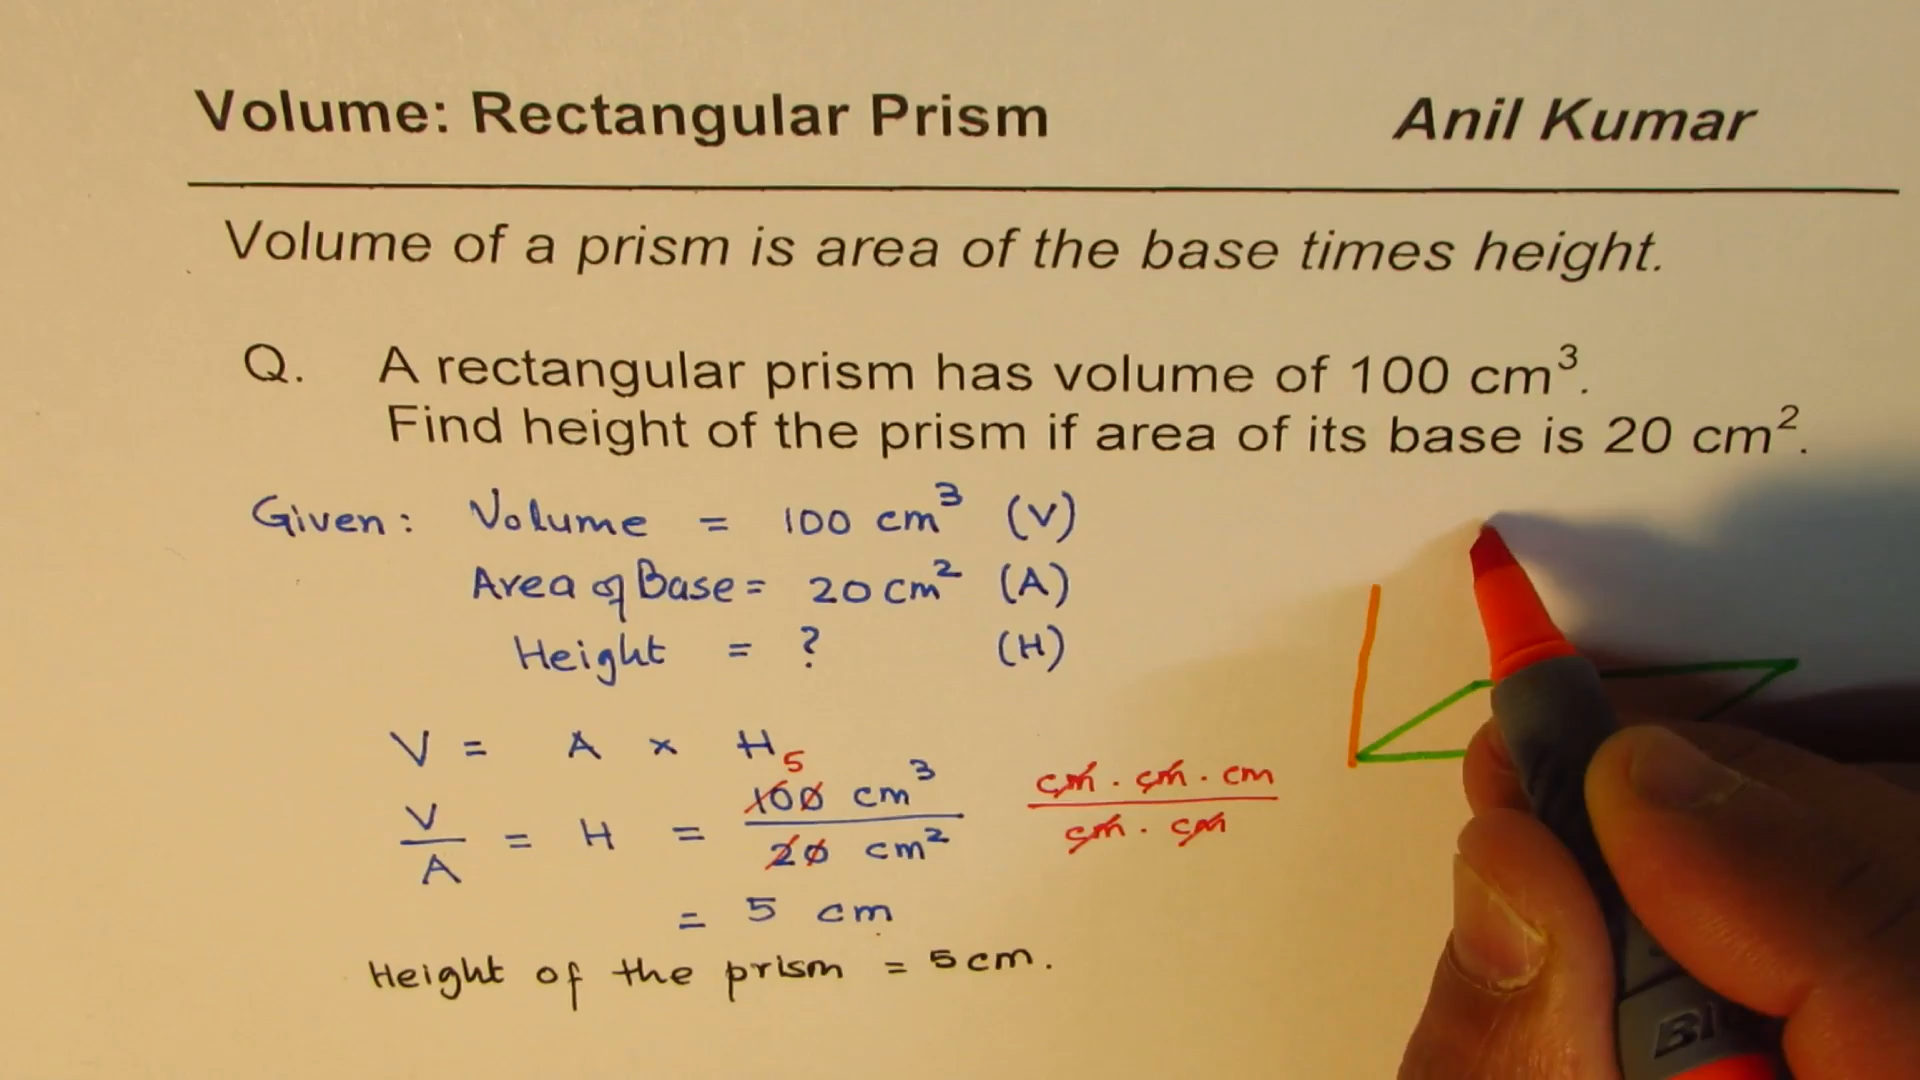 Volume: Rectangular Prism Anil Kumar
Volume of a prism is area of the base times height.
Q. A rectangular prism has volume of 100 cm³.
Find height of the prism if area of its base is 20 cm².
Given: Volume = 100 cm³ (V)
Area of Base = 20 cm² (A)
Height = ? (H)
V = A × H
5
V/A = H = 100 cm³/20 cm² cm . cm . cm/cm . cm
= 5 cm
Height of the prism = 5 cm.